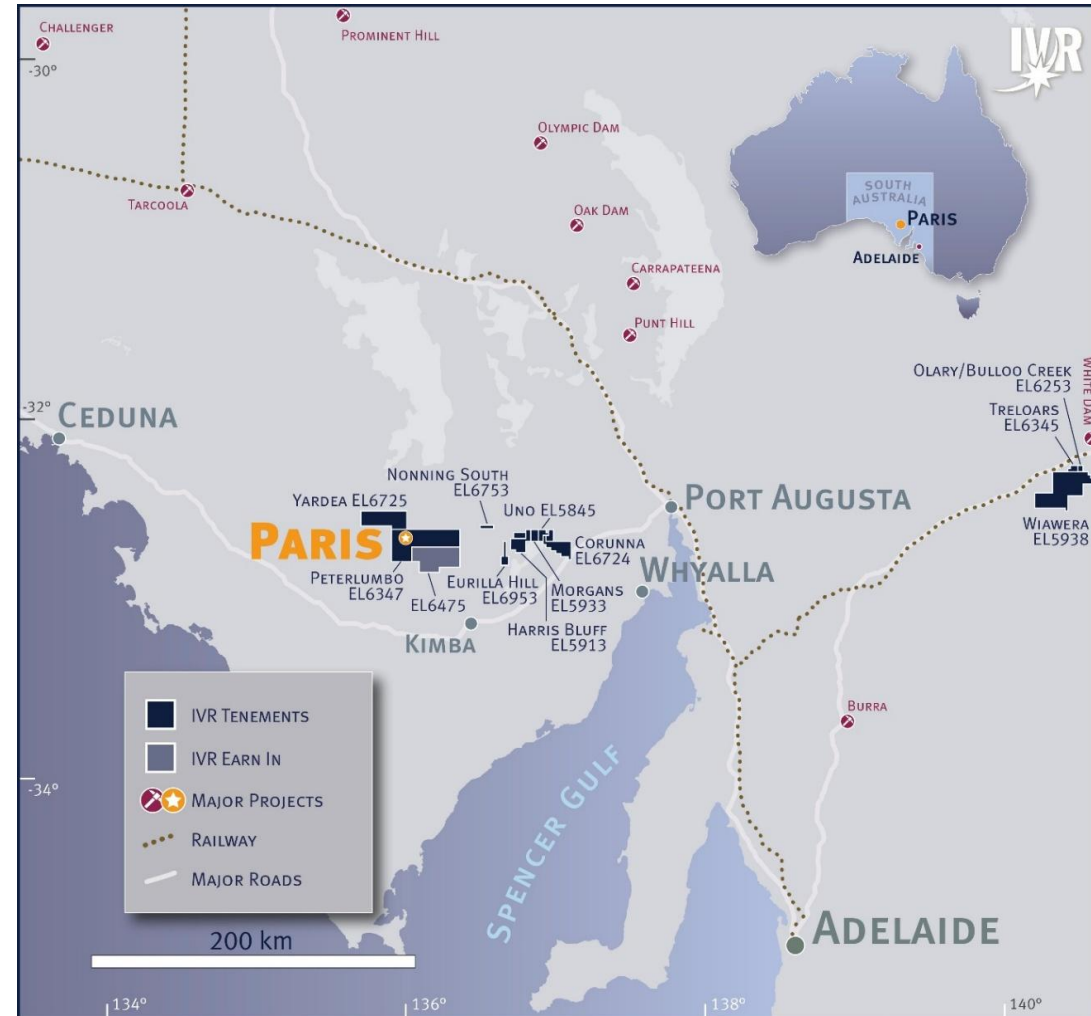 CHALLENGER
PROMINENT HILL
IVR
-30°
OLYMPIC DAM
TARCOOLA
OAK DAM
CARRAPATEENA
PUNT HILL
SOUTH
AUSTRALIA
PARIS
ADELAIDE
WHITE DAM
OLARY/BULLOO CREEK
EL6253
TRELOARS
EL6345
WIAWERA
EL5938
-32°
CEDUNA
NONNING SOUTH
EL6753
YARDEA EL6725
UNO EL5845
PORT AUGUSTA
PARIS
CORUNNA
EL6724
PETERLUMBO
EL6347
EL6475
EURILLA HILL
EL6953
MORGANS
EL5933
WHYALLA
HARRIS BLUFF
EL5913
KIMBA
BURRA
IVR TENEMENTS
IVR EARN IN
MAJOR PROJECTS
RAILWAY
MAJOR ROADS
-34°
SPENCER GULF
ADELAIDE
200 km
134°
136°
138°
140°